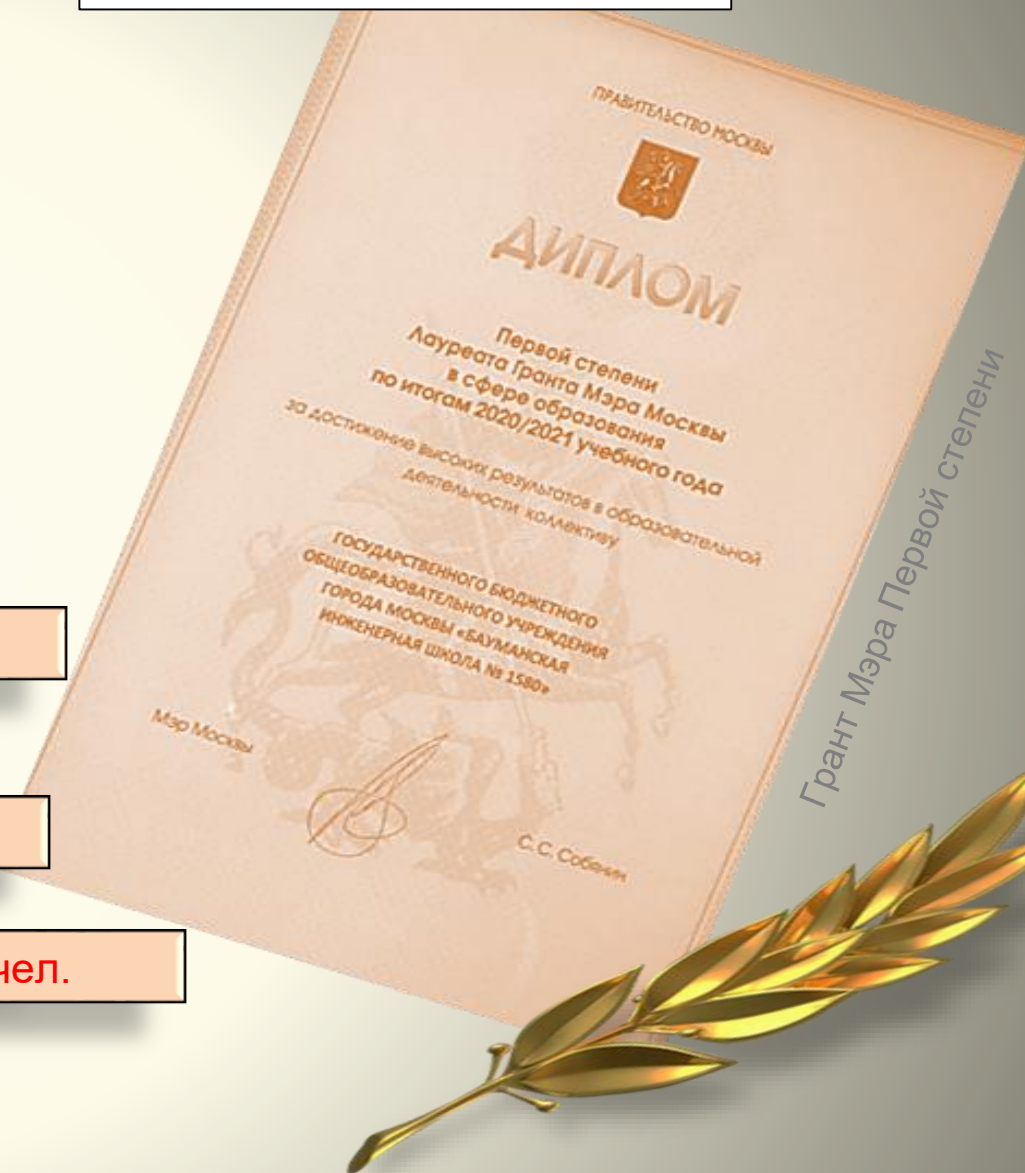 ПРАВИТЕЛЬСТВО МОСКВЫ
ДИПЛОМ
Первой степени
Лауреата Гранта Мэра Москвы
в сфере образования
по итогам 2020/2021 учебного года
за достижение высоких результатов в образовательной
деятельности коллективу
ГОСУДАРСТВЕННОГО БЮДЖЕТНОГО
ОБЩЕОБРАЗОВАТЕЛЬНОГО УЧРЕЖДЕНИЯ
ГОРОДА МОСКВЫ «БАУМАНСКАЯ
ИНЖЕНЕРНАЯ ШКОЛА № 1580»
Мэр Москвы
С.С. Собянин
Грант Мэра Первой степени
чел.